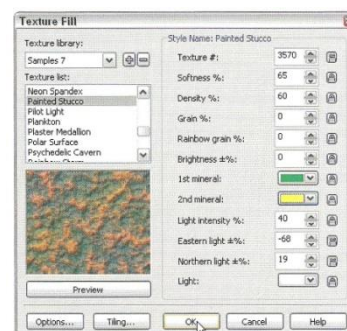 Texture Fill
Texture library:
Samples 7
Texture list:
Neon Spandex
Painted Stucco
Pilot Light
Plankton
Plaster Medallion
Polar Surface
Psychedelic Cavern
Rainbow Storm
Preview
Style Name: Painted Stucco
Texture #: 3570
Softness %: 65
Density %: 60
Grain %: 0
Rainbow grain %: 0
Brightness ±%: 0
1st mineral:
2nd mineral:
Light intensity %: 40
Eastern light ±%: -68
Northern light ±%: 19
Light:
Options... Tiling... OK Cancel Help